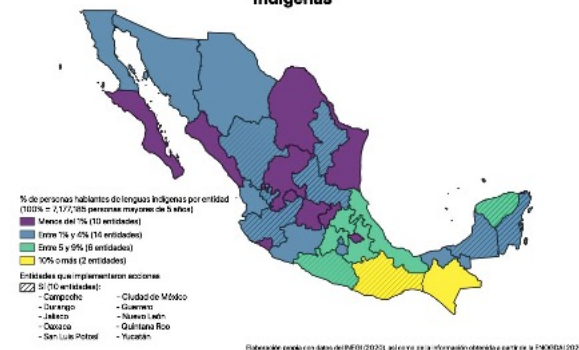 indígenas
% de personas hablantes de lenguas indígenas por entidad
(100% = 7,177,185 personas mayores de 5 años)
Menos del 1% (10 entidades)
Entre 1% y 4% (14 entidades)
Entre 5 y 9% (6 entidades)
10% o más (2 entidades)
Entidades que implementaron acciones
Sí (10 entidades):
- Campeche
- Durango
- Jalisco
- Oaxaca
- San Luis Potosí
- Ciudad de México
- Guerrero
- Nuevo León
- Quintana Roo
- Yucatán
Elaboración propia con datos del INEGI (2020), así como de la información obtenida a partir de la ENOIGDAI 202